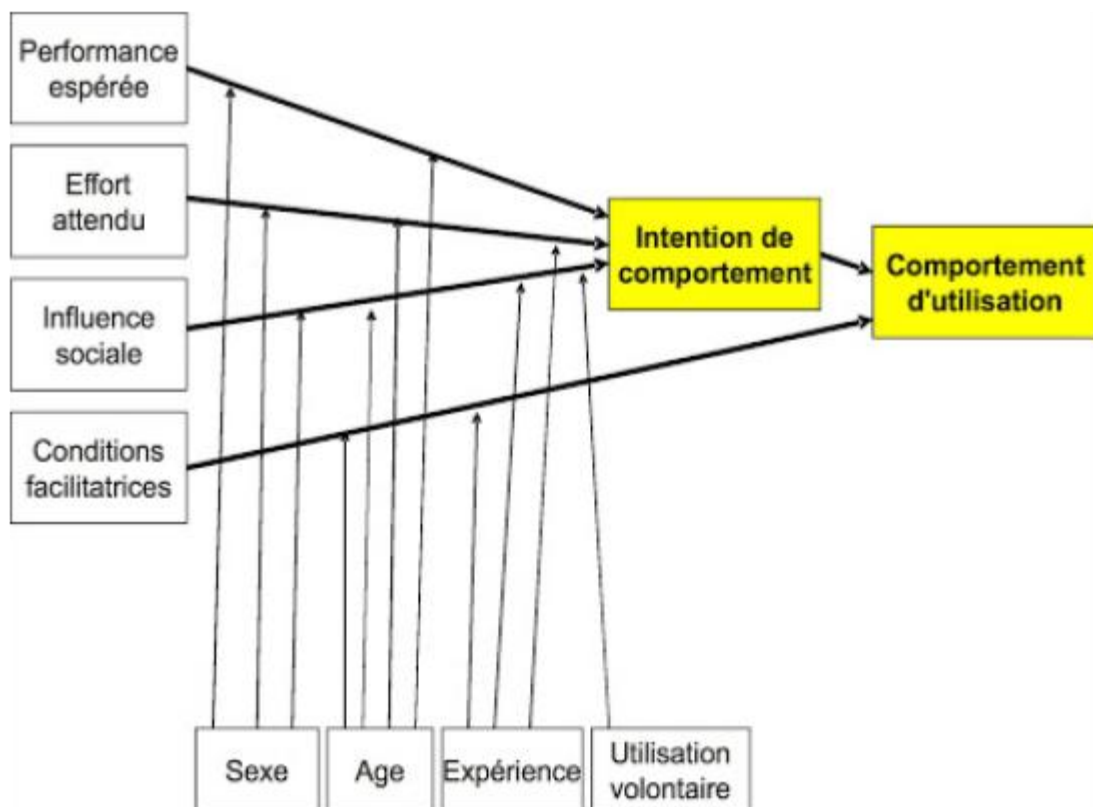 Performance
espérée
Effort
attendu
Influence
sociale
Conditions
facilitatrices
Intention de
comportement
Comportement
d'utilisation
Sexe
Age
Expérience
Utilisation
volontaire